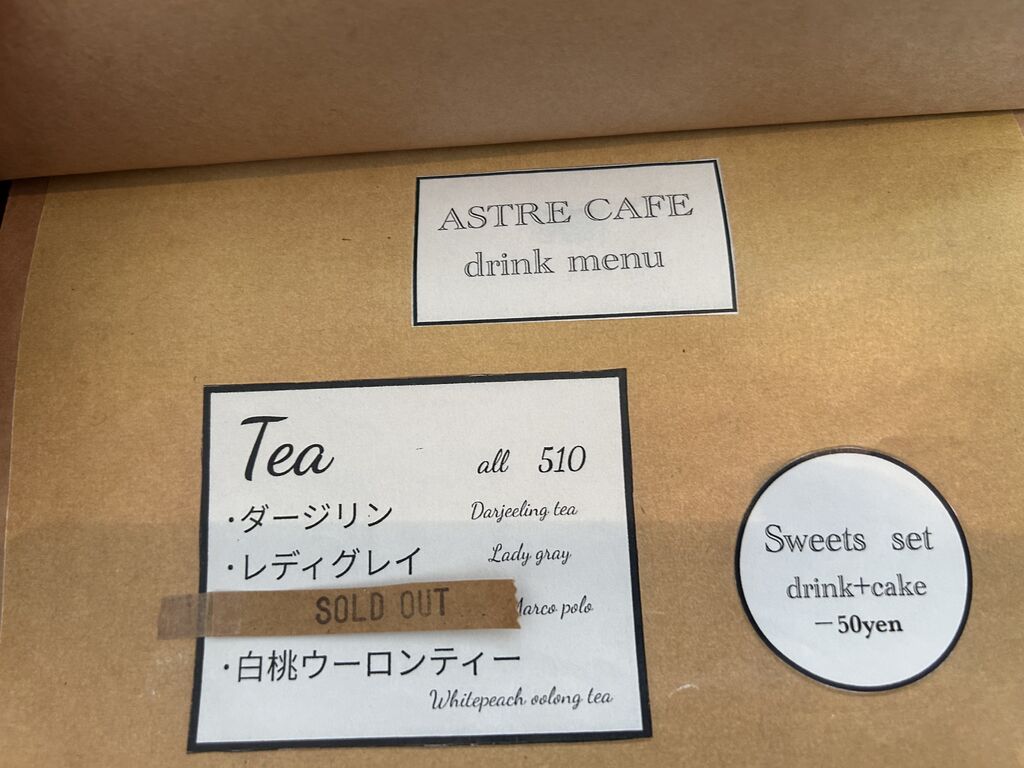 ASTRE CAFE
drink menu
Tea all 510
・ダージリン Darjeeling tea
・レディグレイ Lady gray
SOLD OUT Marco polo
・白桃ウーロンティー
Whitepeach oolong tea
Sweets set
drink+cake
-50yen